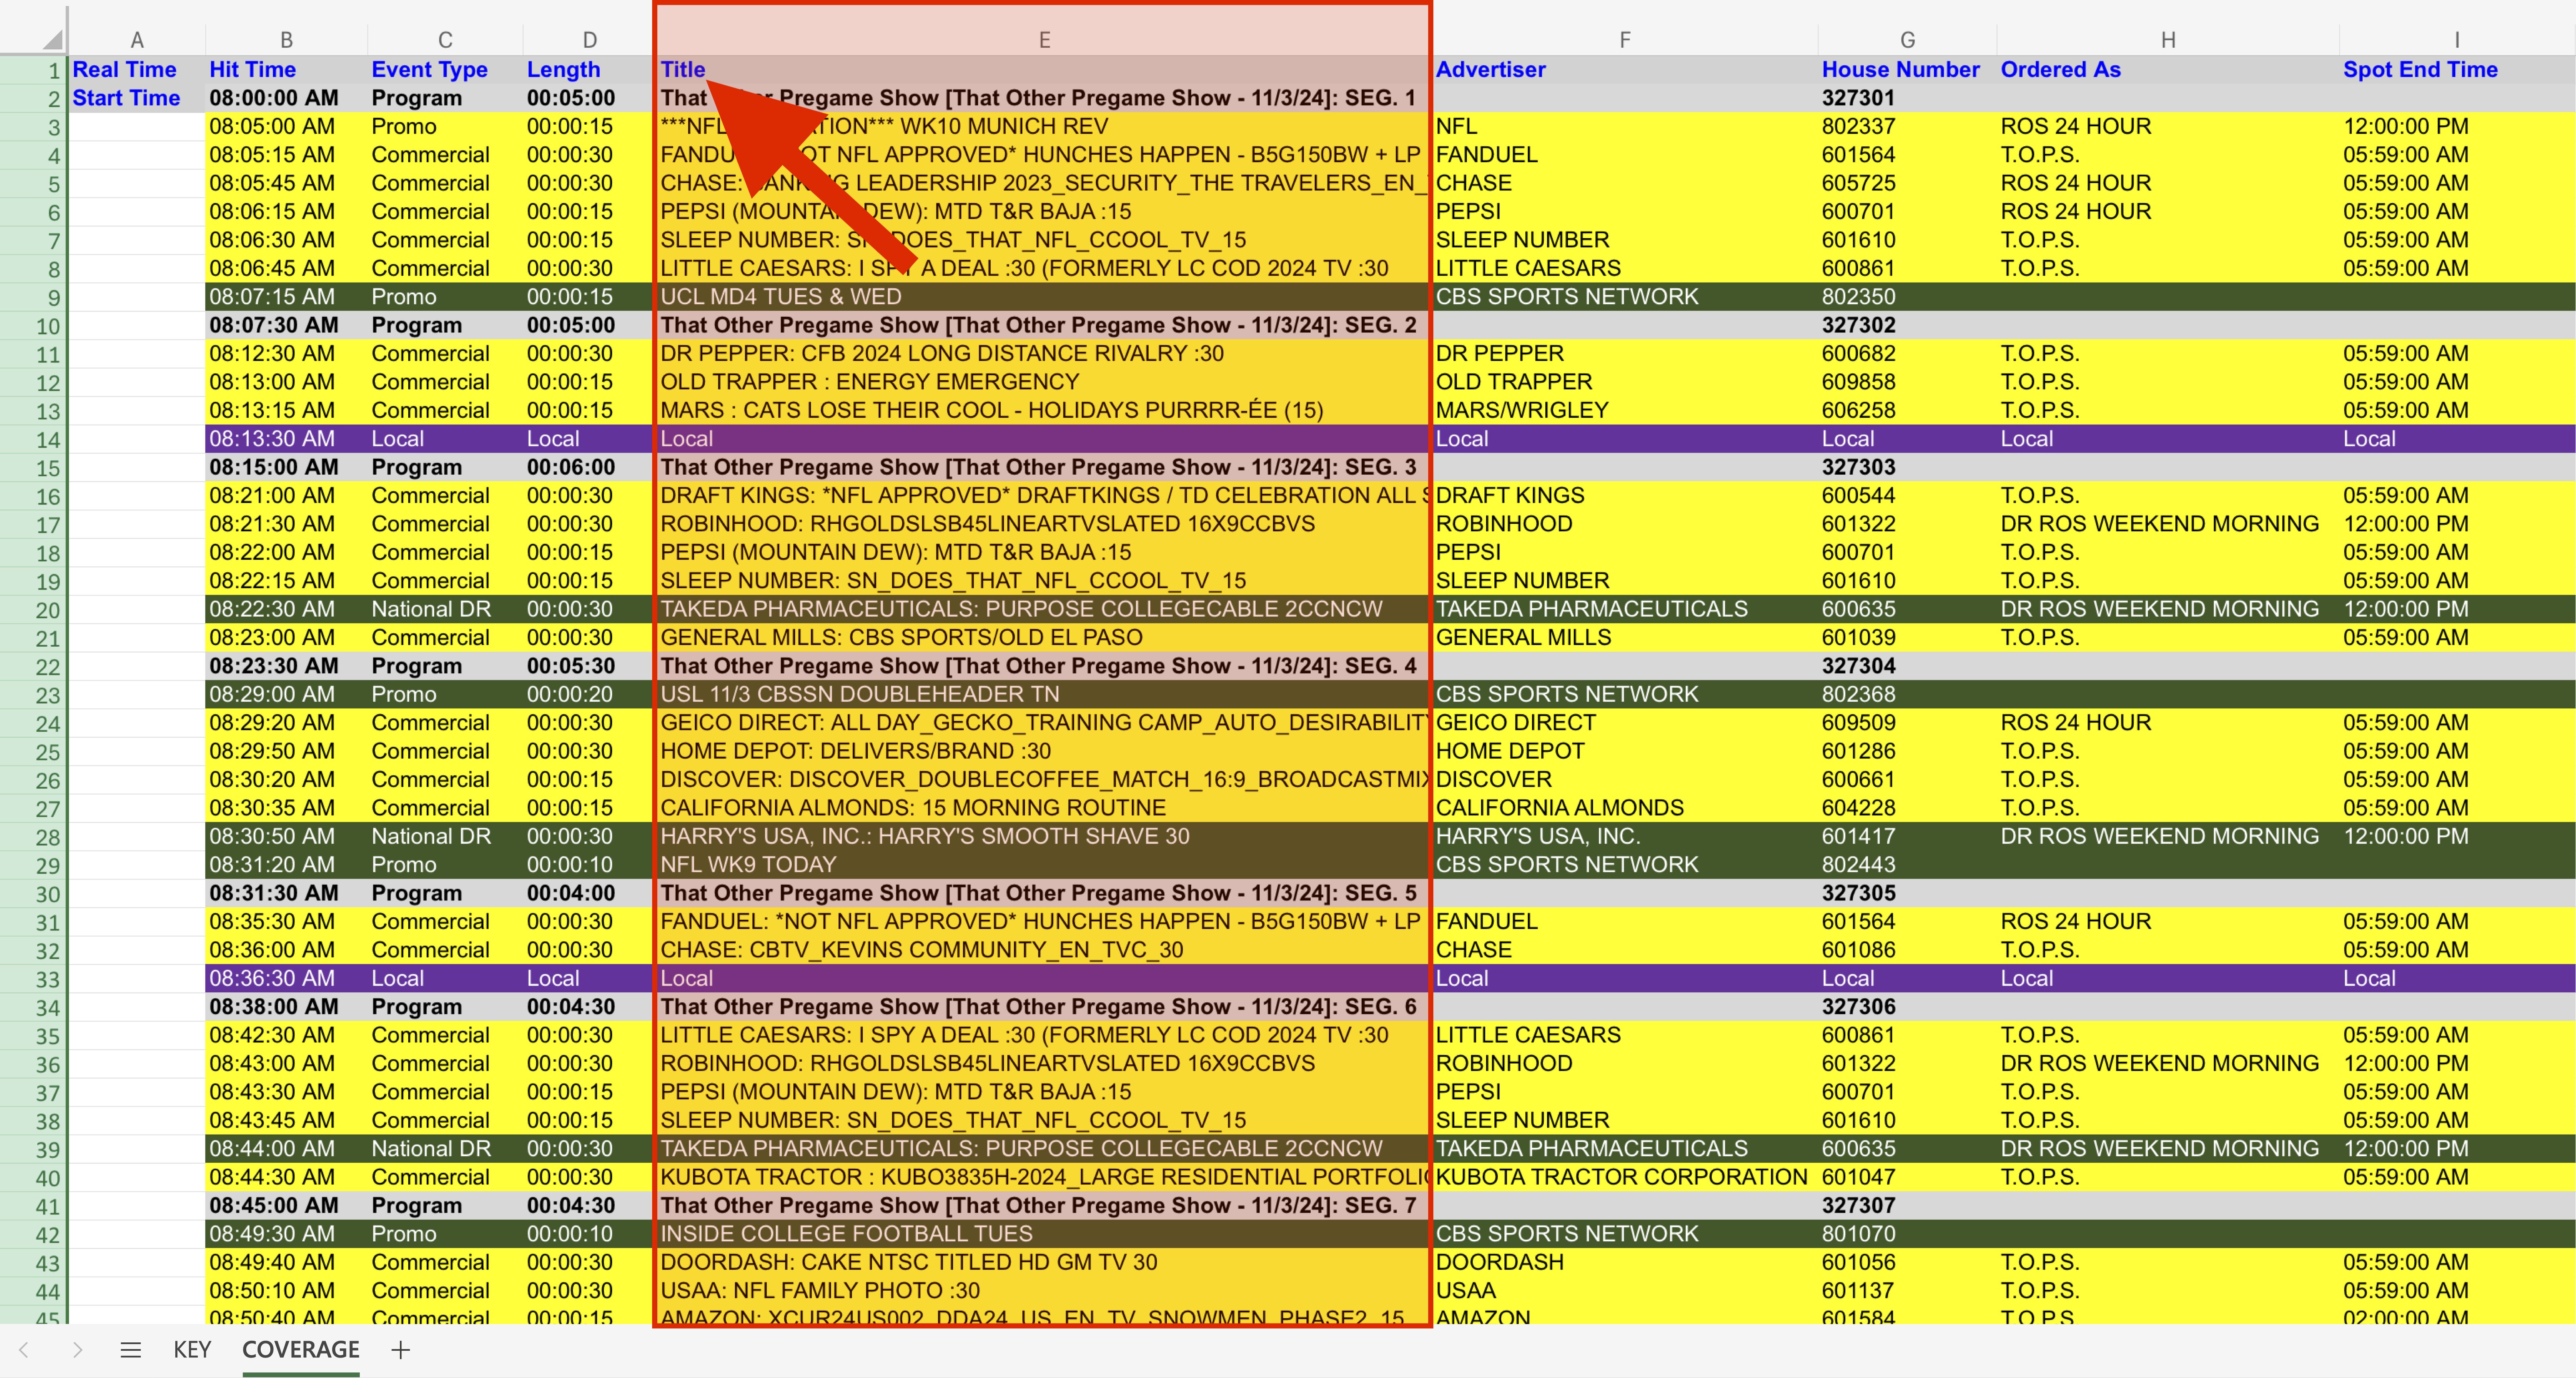 A B C D E F G H I
1 Real Time Hit Time Event Type Length Title Advertiser House Number Ordered As Spot End Time
2 Start Time 08:00:00 AM Program 00:05:00 That Other Pregame Show [That Other Pregame Show - 11/3/24]: SEG. 1 327301
3 08:05:00 AM Promo 00:00:15 ***NFL WK10 MUNICH REV NFL 802337 ROS 24 HOUR 12:00:00 PM
4 08:05:15 AM Commercial 00:00:30 NFL APPROVED* HUNCHES HAPPEN - B5G150BW + LP FANDUEL 601564 T.O.P.S. 05:59:00 AM
5 08:05:45 AM Commercial 00:00:30 CHASE: LEADERSHIP 2023_SECURITY_THE TRAVELERS_EN_ CHASE 605725 ROS 24 HOUR 05:59:00 AM
6 08:06:15 AM Commercial 00:00:15 PEPSI (MOUNTAIN DEW): MTD T&R BAJA :15 PEPSI 600701 ROS 24 HOUR 05:59:00 AM
7 08:06:30 AM Commercial 00:00:15 SLEEP NUMBER: SN_DOES_THAT_NFL_CCOOL_TV_15 SLEEP NUMBER 601610 T.O.P.S. 05:59:00 AM
8 08:06:45 AM Commercial 00:00:30 LITTLE CAESARS: I SPY A DEAL :30 (FORMERLY LC COD 2024 TV :30 LITTLE CAESARS 600861 T.O.P.S. 05:59:00 AM
9 08:07:15 AM Promo 00:00:15 UCL MD4 TUES & WED CBS SPORTS NETWORK 802350
10 08:07:30 AM Program 00:05:00 That Other Pregame Show [That Other Pregame Show - 11/3/24]: SEG. 2 327302
11 08:12:30 AM Commercial 00:00:30 DR PEPPER: CFB 2024 LONG DISTANCE RIVALRY :30 DR PEPPER 600682 T.O.P.S. 05:59:00 AM
12 08:13:00 AM Commercial 00:00:15 OLD TRAPPER : ENERGY EMERGENCY OLD TRAPPER 609858 T.O.P.S. 05:59:00 AM
13 08:13:15 AM Commercial 00:00:15 MARS : CATS LOSE THEIR COOL - HOLIDAYS PURRRR-ÉE (15) MARS/WRIGLEY 606258 T.O.P.S. 05:59:00 AM
14 08:13:30 AM Local Local Local Local Local Local Local
15 08:15:00 AM Program 00:06:00 That Other Pregame Show [That Other Pregame Show - 11/3/24]: SEG. 3 327303
16 08:21:00 AM Commercial 00:00:30 DRAFT KINGS: *NFL APPROVED* DRAFTKINGS / TD CELEBRATION ALL S DRAFT KINGS 600544 T.O.P.S. 05:59:00 AM
17 08:21:30 AM Commercial 00:00:30 ROBINHOOD: RHGOLDSLSB45LINEARTVSLATED 16X9CCBVS ROBINHOOD 601322 DR ROS WEEKEND MORNING 12:00:00 PM
18 08:22:00 AM Commercial 00:00:15 PEPSI (MOUNTAIN DEW): MTD T&R BAJA :15 PEPSI 600701 T.O.P.S. 05:59:00 AM
19 08:22:15 AM Commercial 00:00:15 SLEEP NUMBER: SN_DOES_THAT_NFL_CCOOL_TV_15 SLEEP NUMBER 601610 T.O.P.S. 05:59:00 AM
20 08:22:30 AM National DR 00:00:30 TAKEDA PHARMACEUTICALS: PURPOSE COLLEGECABLE 2CCNCW TAKEDA PHARMACEUTICALS 600635 DR ROS WEEKEND MORNING 12:00:00 PM
21 08:23:00 AM Commercial 00:00:30 GENERAL MILLS: CBS SPORTS/OLD EL PASO GENERAL MILLS 601039 T.O.P.S. 05:59:00 AM
22 08:23:30 AM Program 00:05:30 That Other Pregame Show [That Other Pregame Show - 11/3/24]: SEG. 4 327304
23 08:29:00 AM Promo 00:00:20 USL 11/3 CBSSN DOUBLEHEADER TN CBS SPORTS NETWORK 802368
24 08:29:20 AM Commercial 00:00:30 GEICO DIRECT: ALL DAY_GECKO_TRAINING CAMP_AUTO_DESIRABILITY GEICO DIRECT 609509 ROS 24 HOUR 05:59:00 AM
25 08:29:50 AM Commercial 00:00:30 HOME DEPOT: DELIVERS/BRAND :30 HOME DEPOT 601286 T.O.P.S. 05:59:00 AM
26 08:30:20 AM Commercial 00:00:15 DISCOVER: DISCOVER_DOUBLECOFFEE_MATCH_16:9_BROADCASTMIX DISCOVER 600661 T.O.P.S. 05:59:00 AM
27 08:30:35 AM Commercial 00:00:15 CALIFORNIA ALMONDS: 15 MORNING ROUTINE CALIFORNIA ALMONDS 604228 T.O.P.S. 05:59:00 AM
28 08:30:50 AM National DR 00:00:30 HARRY'S USA, INC.: HARRY'S SMOOTH SHAVE 30 HARRY'S USA, INC. 601417 DR ROS WEEKEND MORNING 12:00:00 PM
29 08:31:20 AM Promo 00:00:10 NFL WK9 TODAY CBS SPORTS NETWORK 802443
30 08:31:30 AM Program 00:04:00 That Other Pregame Show [That Other Pregame Show - 11/3/24]: SEG. 5 327305
31 08:35:30 AM Commercial 00:00:30 FANDUEL: *NOT NFL APPROVED* HUNCHES HAPPEN - B5G150BW + LP FANDUEL 601564 ROS 24 HOUR 05:59:00 AM
32 08:36:00 AM Commercial 00:00:30 CHASE: CBTV_KEVINS COMMUNITY_EN_TVC_30 CHASE 601086 T.O.P.S. 05:59:00 AM
33 08:36:30 AM Local Local Local Local Local Local Local
34 08:38:00 AM Program 00:04:30 That Other Pregame Show [That Other Pregame Show - 11/3/24]: SEG. 6 327306
35 08:42:30 AM Commercial 00:00:30 LITTLE CAESARS: I SPY A DEAL :30 (FORMERLY LC COD 2024 TV :30 LITTLE CAESARS 600861 T.O.P.S. 05:59:00 AM
36 08:43:00 AM Commercial 00:00:30 ROBINHOOD: RHGOLDSLSB45LINEARTVSLATED 16X9CCBVS ROBINHOOD 601322 DR ROS WEEKEND MORNING 12:00:00 PM
37 08:43:30 AM Commercial 00:00:15 PEPSI (MOUNTAIN DEW): MTD T&R BAJA :15 PEPSI 600701 T.O.P.S. 05:59:00 AM
38 08:43:45 AM Commercial 00:00:15 SLEEP NUMBER: SN_DOES_THAT_NFL_CCOOL_TV_15 SLEEP NUMBER 601610 T.O.P.S. 05:59:00 AM
39 08:44:00 AM National DR 00:00:30 TAKEDA PHARMACEUTICALS: PURPOSE COLLEGECABLE 2CCNCW TAKEDA PHARMACEUTICALS 600635 DR ROS WEEKEND MORNING 12:00:00 PM
40 08:44:30 AM Commercial 00:00:30 KUBOTA TRACTOR : KUBO3835H-2024_LARGE RESIDENTIAL PORTFOLIO KUBOTA TRACTOR CORPORATION 601047 T.O.P.S. 05:59:00 AM
41 08:45:00 AM Program 00:04:30 That Other Pregame Show [That Other Pregame Show - 11/3/24]: SEG. 7 327307
42 08:49:30 AM Promo 00:00:10 INSIDE COLLEGE FOOTBALL TUES CBS SPORTS NETWORK 801070
43 08:49:40 AM Commercial 00:00:30 DOORDASH: CAKE NTSC TITLED HD GM TV 30 DOORDASH 601056 T.O.P.S. 05:59:00 AM
44 08:50:10 AM Commercial 00:00:30 USAA: NFL FAMILY PHOTO :30 USAA 601137 T.O.P.S. 05:59:00 AM
45 08:50:40 AM Commercial 00:00:15 AMAZON: XCUR24US002_DDA24_US_EN_TV_SNOWMEN_PHASE2_15 AMAZON 601584 T.O.P.S. 02:00:00 AM
KEY COVERAGE